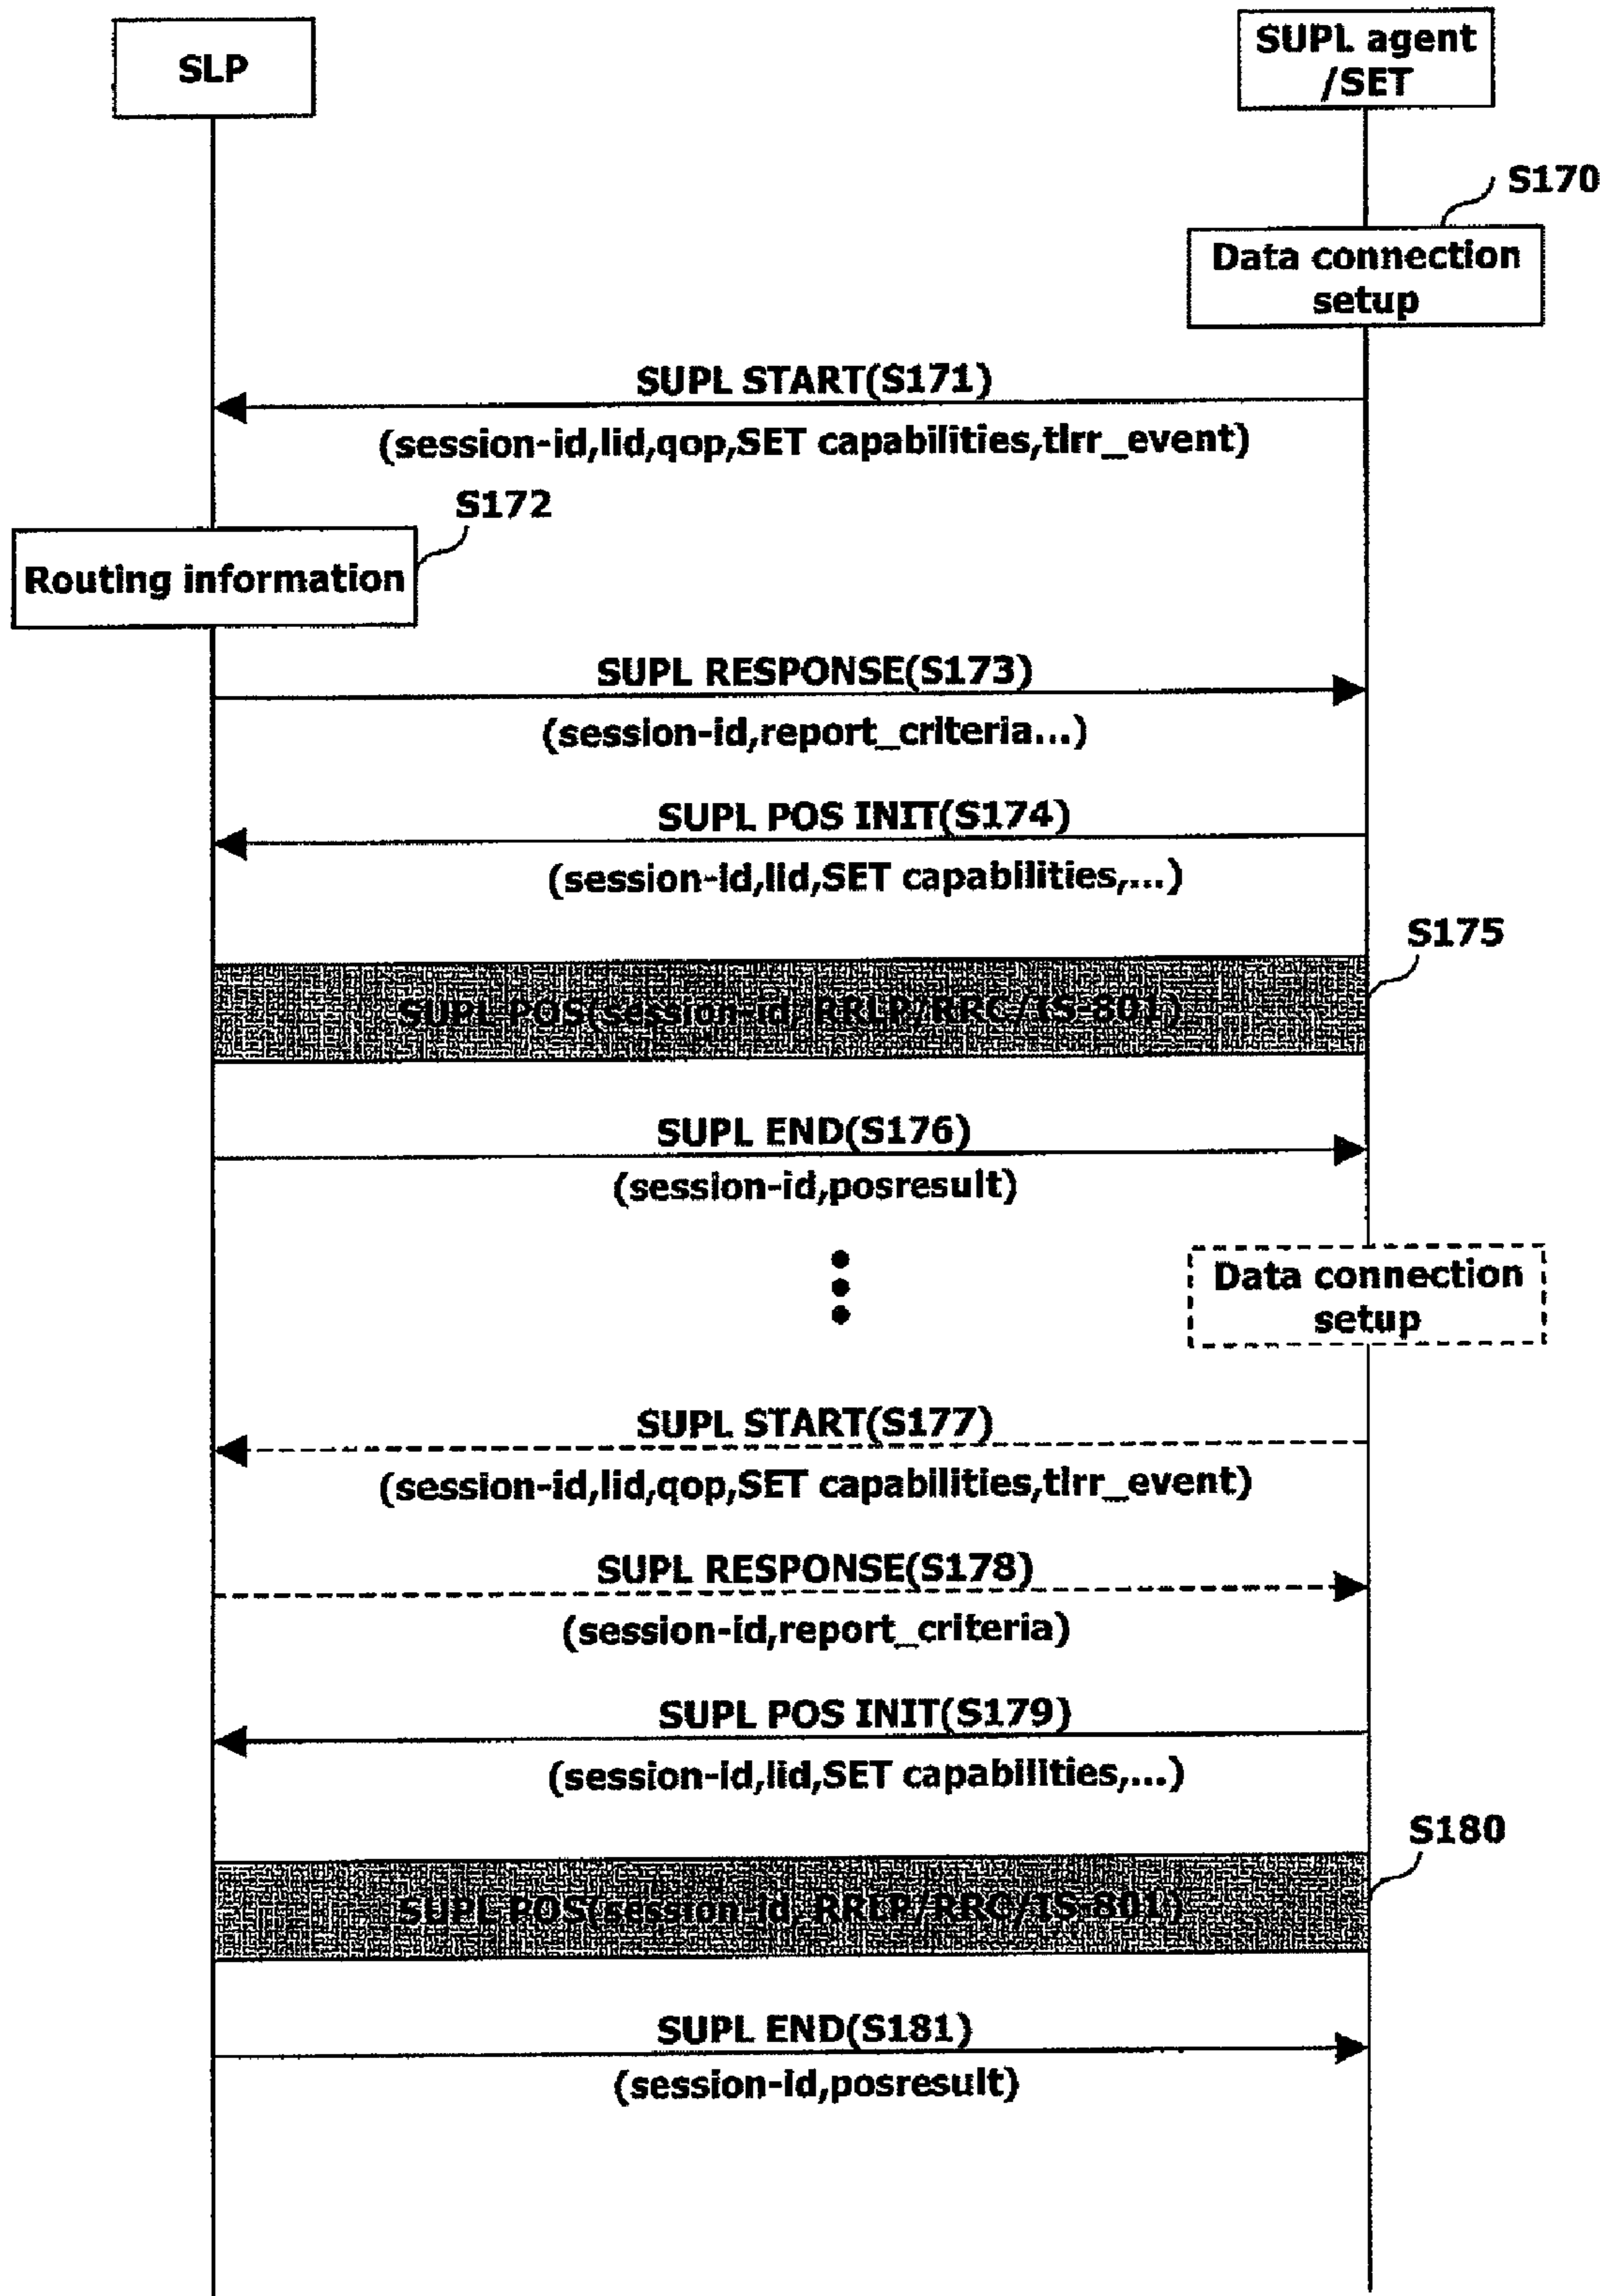 SLP
SUPL agent
/SET
S170
Data connection
setup
SUPL START(S171)
(session-id,lid,qop,SET capabilities,tlrr_event)
S172
Routing information
SUPL RESPONSE(S173)
(session-id,report_criteria...)
SUPL POS INIT(S174)
(session-id,lid,SET capabilities,...)
S175
SUPL POS(session-id, RRLP/RRC/IS-801)
SUPL END(S176)
(session-id,posresult)
Data connection
setup
SUPL START(S177)
(session-id,lid,qop,SET capabilities,tlrr_event)
SUPL RESPONSE(S178)
(session-id,report_criteria)
SUPL POS INIT(S179)
(session-id,lid,SET capabilities,...)
S180
SUPL POS(session-id, RRLP/RRC/IS-801)
SUPL END(S181)
(session-id,posresult)